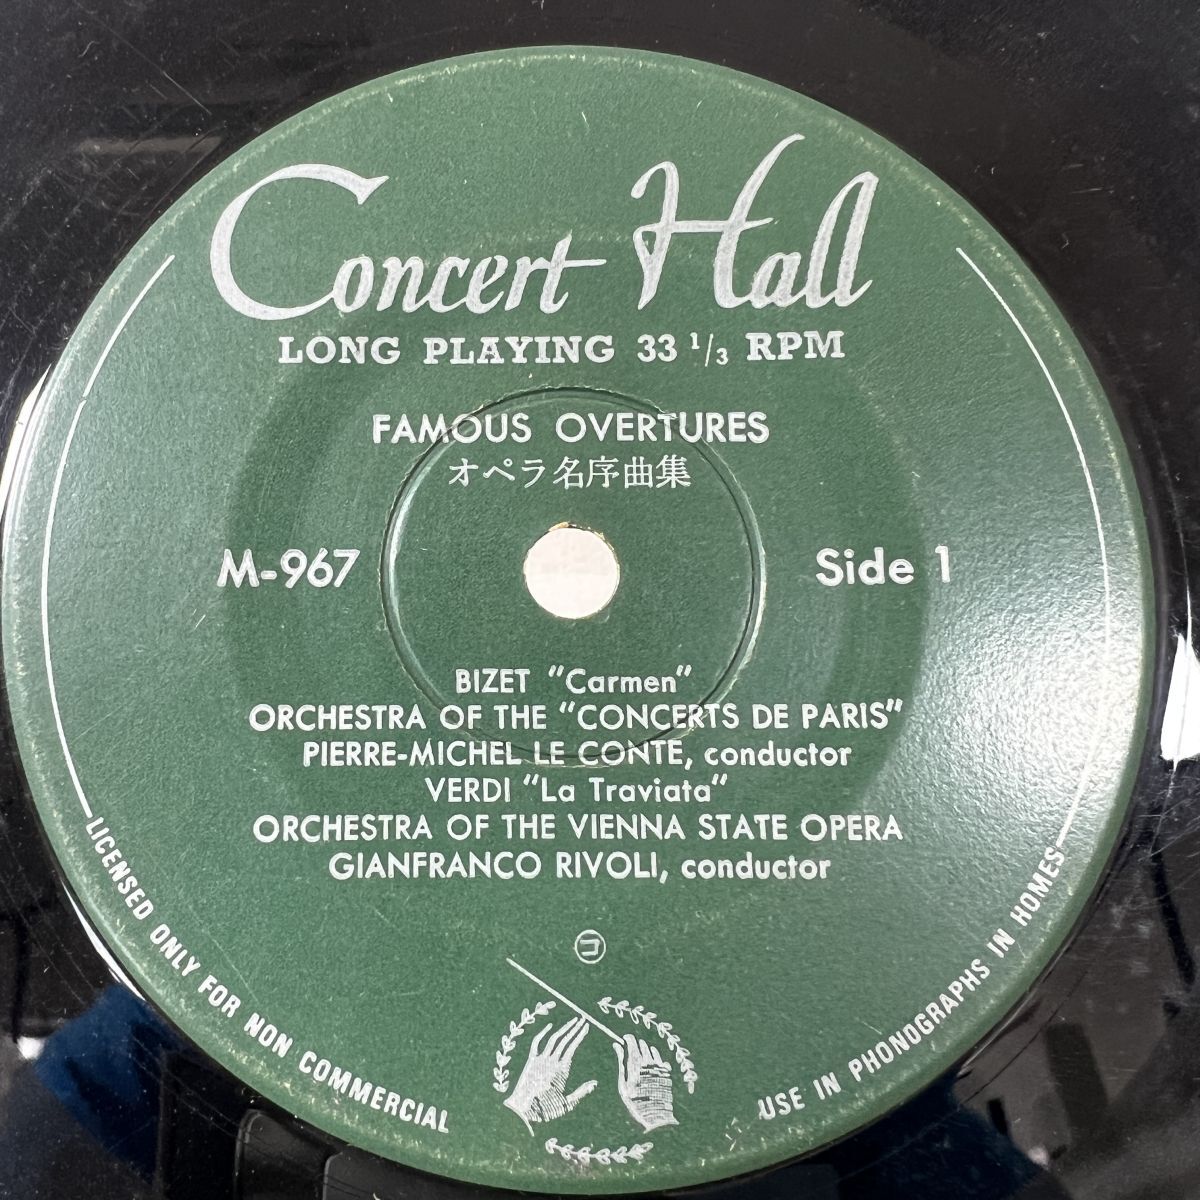 Concert Hall
LONG PLAYING 33 1/3 RPM
FAMOUS OVERTURES
オペラ名序曲集
M-967
Side 1
BIZET "Carmen"
ORCHESTRA OF THE "CONCERTS DE PARIS"
PIERRE-MICHEL LE CONTE, conductor
VERDI "La Traviata"
ORCHESTRA OF THE VIENNA STATE OPERA
GIANFRANCO RIVOLI, conductor
コ
LICENSED ONLY FOR NON COMMERCIAL
USE IN PHONOGRAPHS IN HOMES